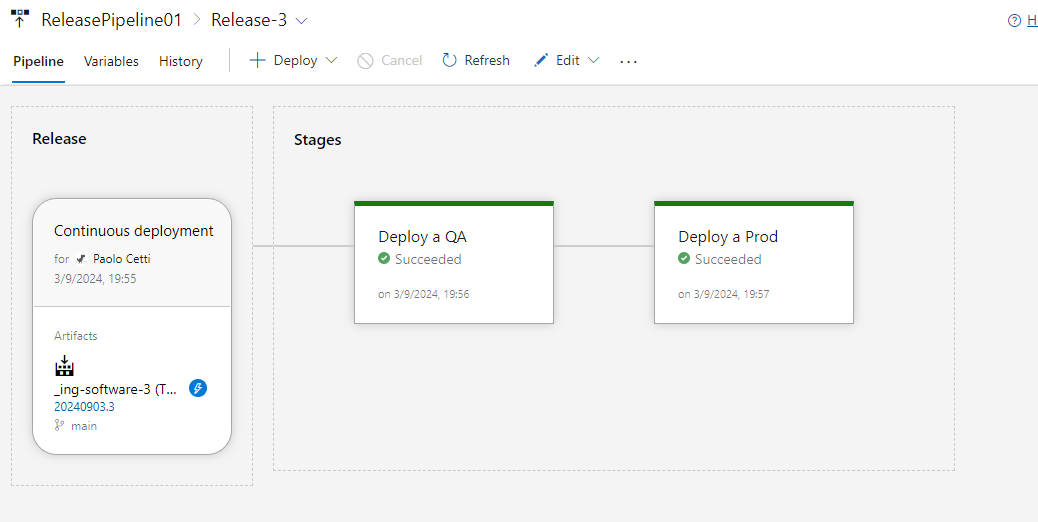 ReleasePipeline01 > Release-3
Pipeline Variables History Deploy Cancel Refresh Edit ...
Release
Continuous deployment
for Paolo Cetti
3/9/2024, 19:55
Artifacts
_ing-software-3 (T...
20240903.3
main
Stages
Deploy a QA
Succeeded
on 3/9/2024, 19:56
Deploy a Prod
Succeeded
on 3/9/2024, 19:57